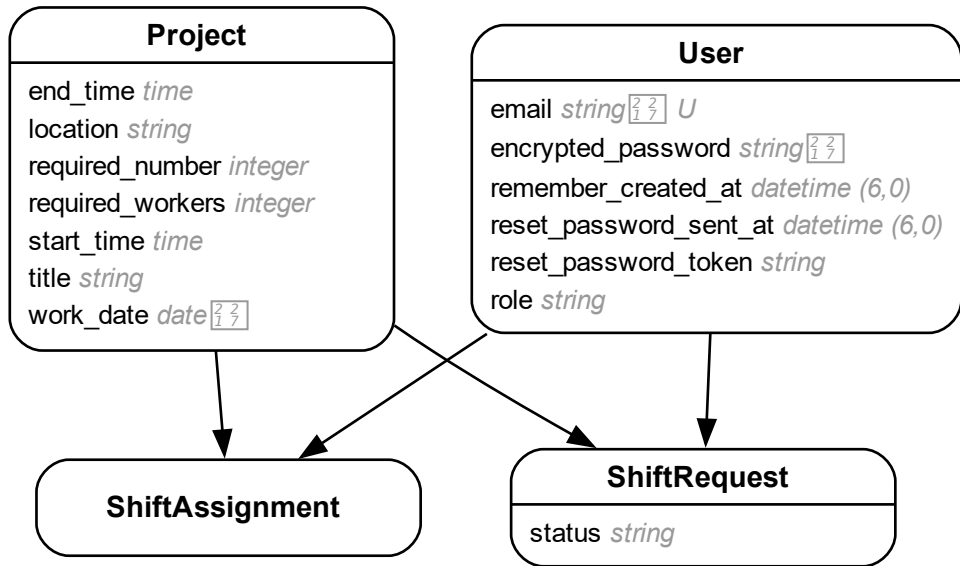 Project
end_time time
location string
required_number integer
required_workers integer
start_time time
title string
work_date date
User
email string U
encrypted_password string
remember_created_at datetime (6,0)
reset_password_sent_at datetime (6,0)
reset_password_token string
role string
ShiftAssignment
ShiftRequest
status string